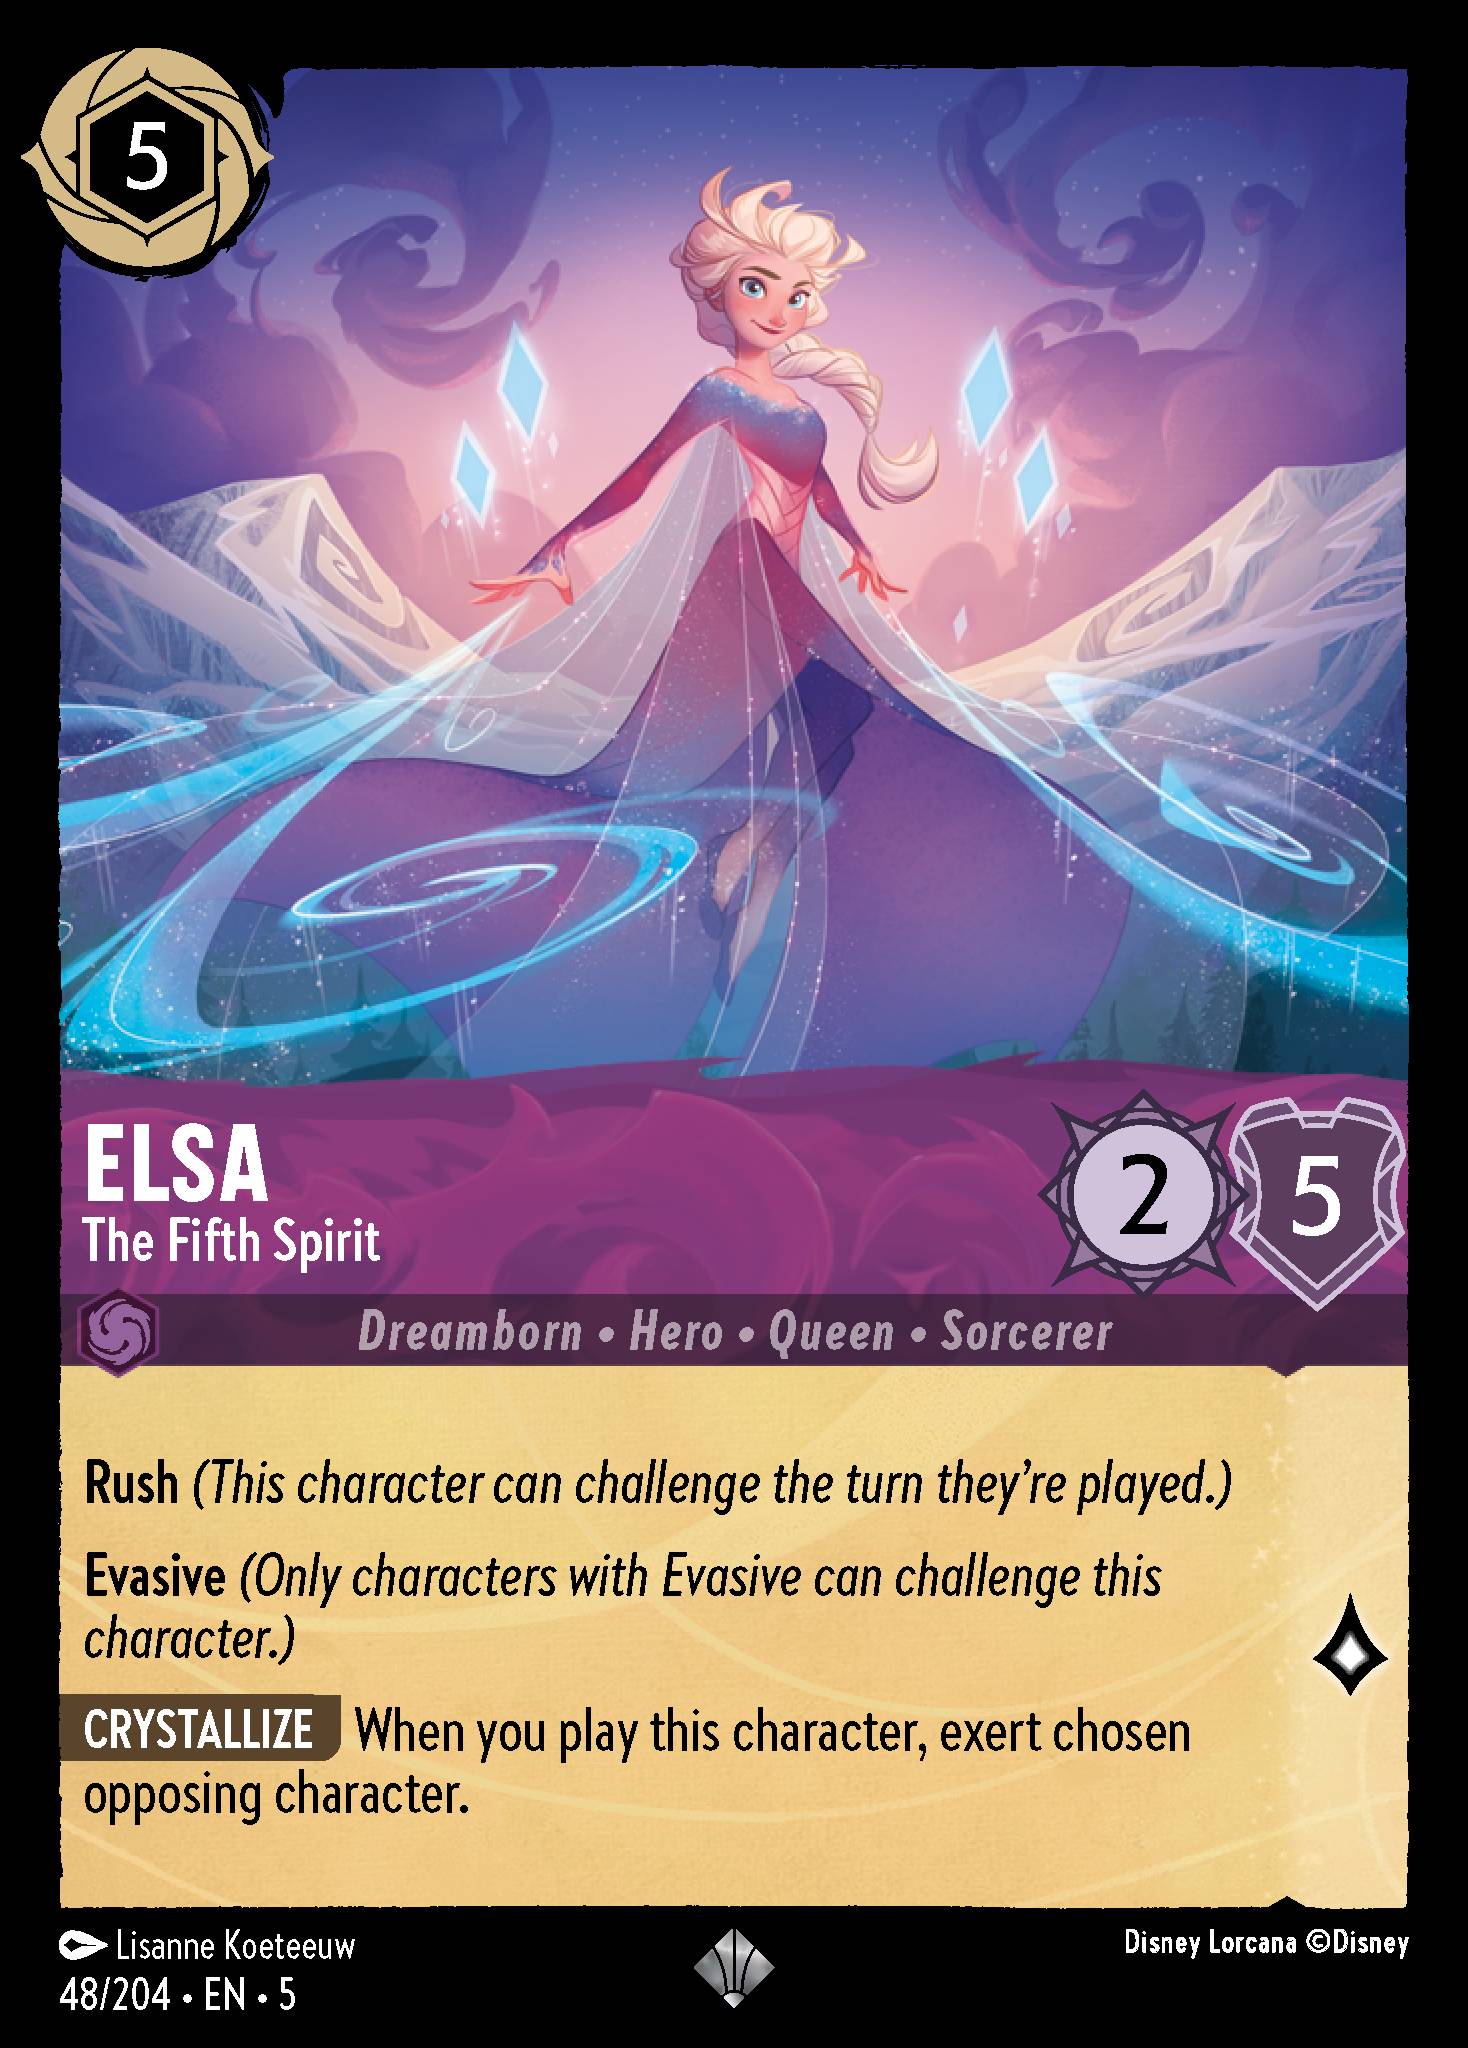 5
ELSA
The Fifth Spirit
2
5
Dreamborn • Hero • Queen • Sorcerer
Rush (This character can challenge the turn they’re played.)
Evasive (Only characters with Evasive can challenge this
character.)
CRYSTALLIZE When you play this character, exert chosen
opposing character.
Lisanne Koeteeuw
Disney Lorcana ©Disney
48/204 • EN • 5